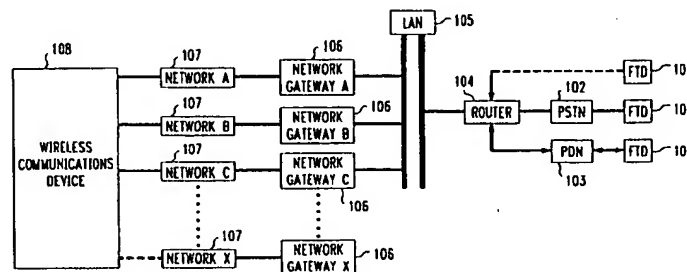 LAN
105
108
107
106
NETWORK A
NETWORK
GATEWAY A
104
102
FTD
10
107
106
ROUTER
PSTN
FTD
10
NETWORK B
NETWORK
GATEWAY B
WIRELESS
COMMUNICATIONS
DEVICE
107
NETWORK C
NETWORK
GATEWAY C
PDN
FTD
10
103
106
107
NETWORK X
NETWORK
GATEWAY X
106